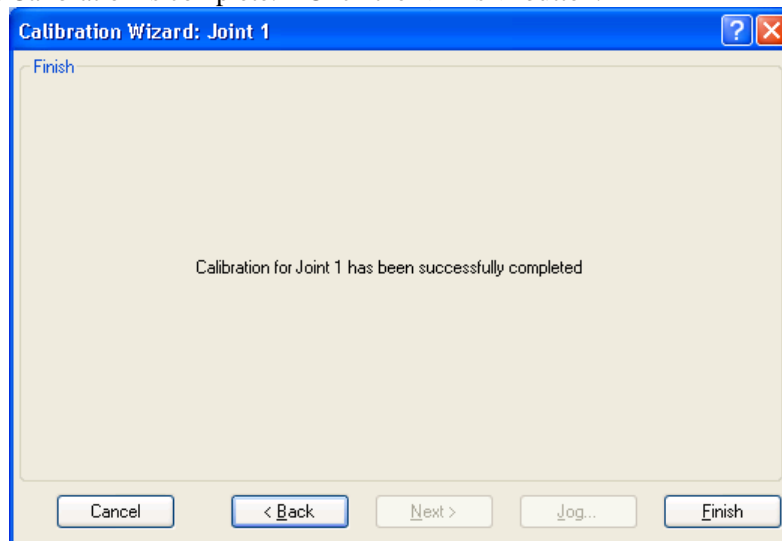 Calibration Wizard: Joint 1
Finish
Calibration for Joint 1 has been successfully completed
Cancel
< Back
Next >
Jog...
Finish